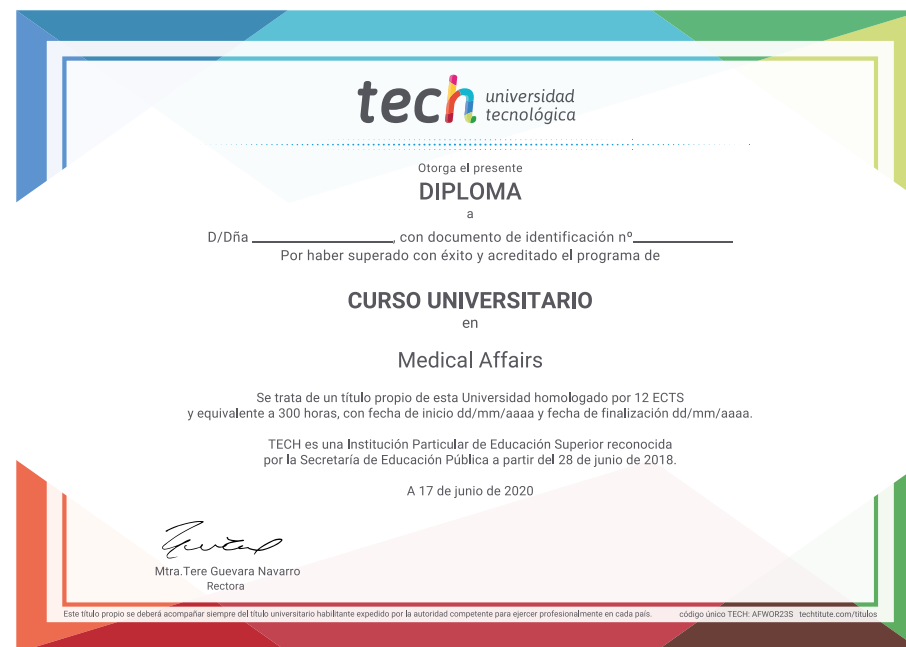 tech universidad
tecnológica
Otorga el presente
DIPLOMA
a
D/Dña ____________________, con documento de identificación nº______________
Por haber superado con éxito y acreditado el programa de
CURSO UNIVERSITARIO
en
Medical Affairs
Se trata de un título propio de esta Universidad homologado por 12 ECTS
y equivalente a 300 horas, con fecha de inicio dd/mm/aaaa y fecha de finalización dd/mm/aaaa.
TECH es una Institución Particular de Educación Superior reconocida
por la Secretaría de Educación Pública a partir del 28 de junio de 2018.
A 17 de junio de 2020
Mtra.Tere Guevara Navarro
Rectora
Este título propio se deberá acompañar siempre del título universitario habilitante expedido por la autoridad competente para ejercer profesionalmente en cada país. código único TECH: AFWOR23S techtitute.com/títulos